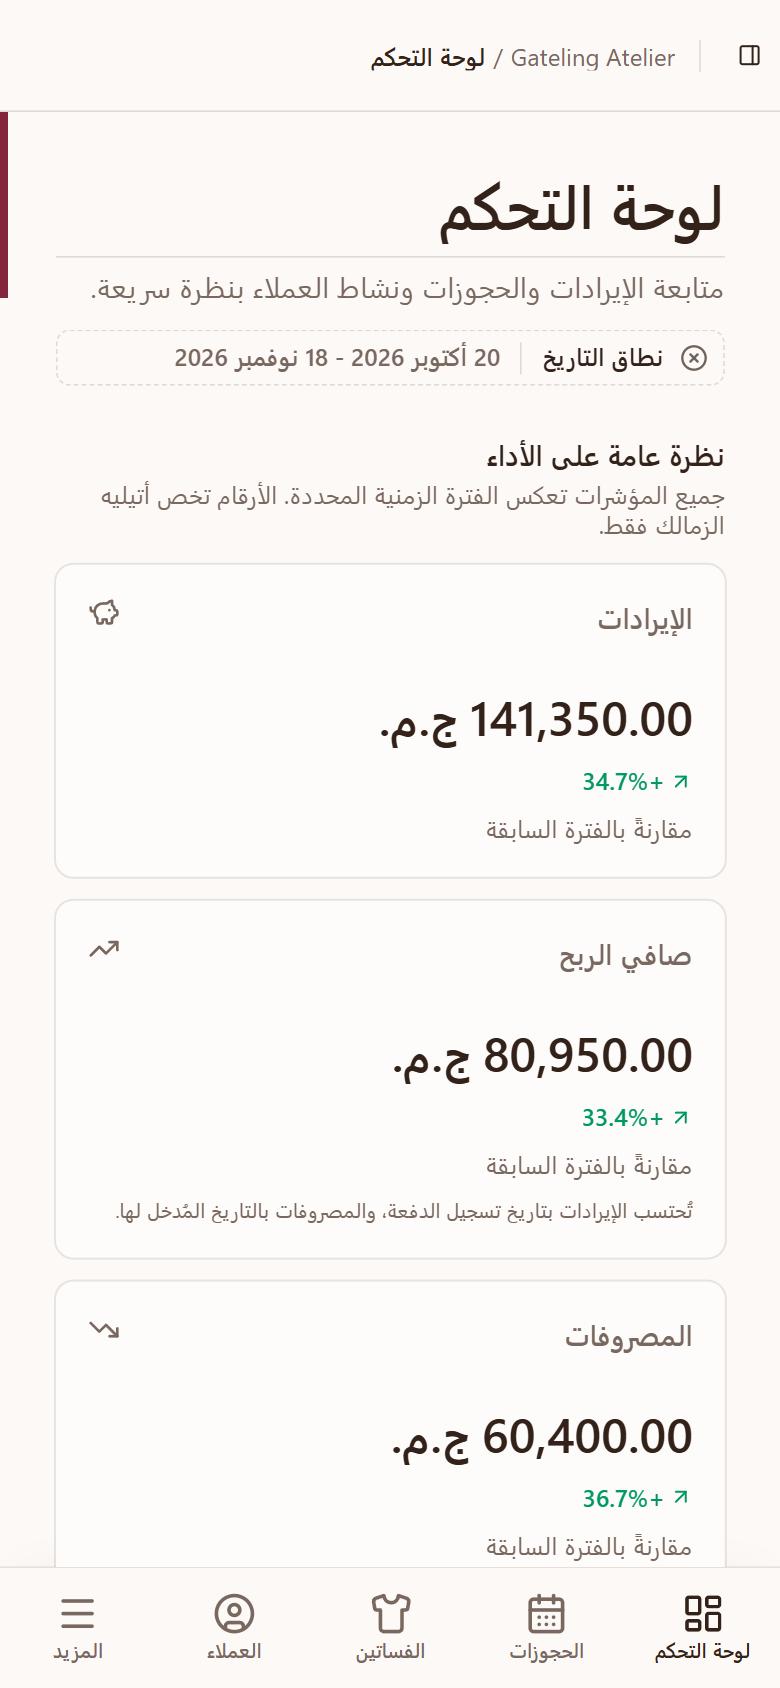 Gateling Atelier / لوحة التحكم
لوحة التحكم
متابعة الإيرادات والحجوزات ونشاط العملاء بنظرة سريعة.
نطاق التاريخ
20 أكتوبر 2026 - 18 نوفمبر 2026
نظرة عامة على الأداء
جميع المؤشرات تعكس الفترة الزمنية المحددة. الأرقام تخص أتيليه
الزمالك فقط.
الإيرادات
141,350.00 ج.م.
+34.7%
مقارنةً بالفترة السابقة
صافي الربح
80,950.00 ج.م.
+33.4%
مقارنةً بالفترة السابقة
تُحتسب الإيرادات بتاريخ تسجيل الدفعة، والمصروفات بالتاريخ المُدخل لها.
المصروفات
60,400.00 ج.م.
+36.7%
مقارنةً بالفترة السابقة
لوحة التحكم
الحجوزات
الفساتين
العملاء
المزيد